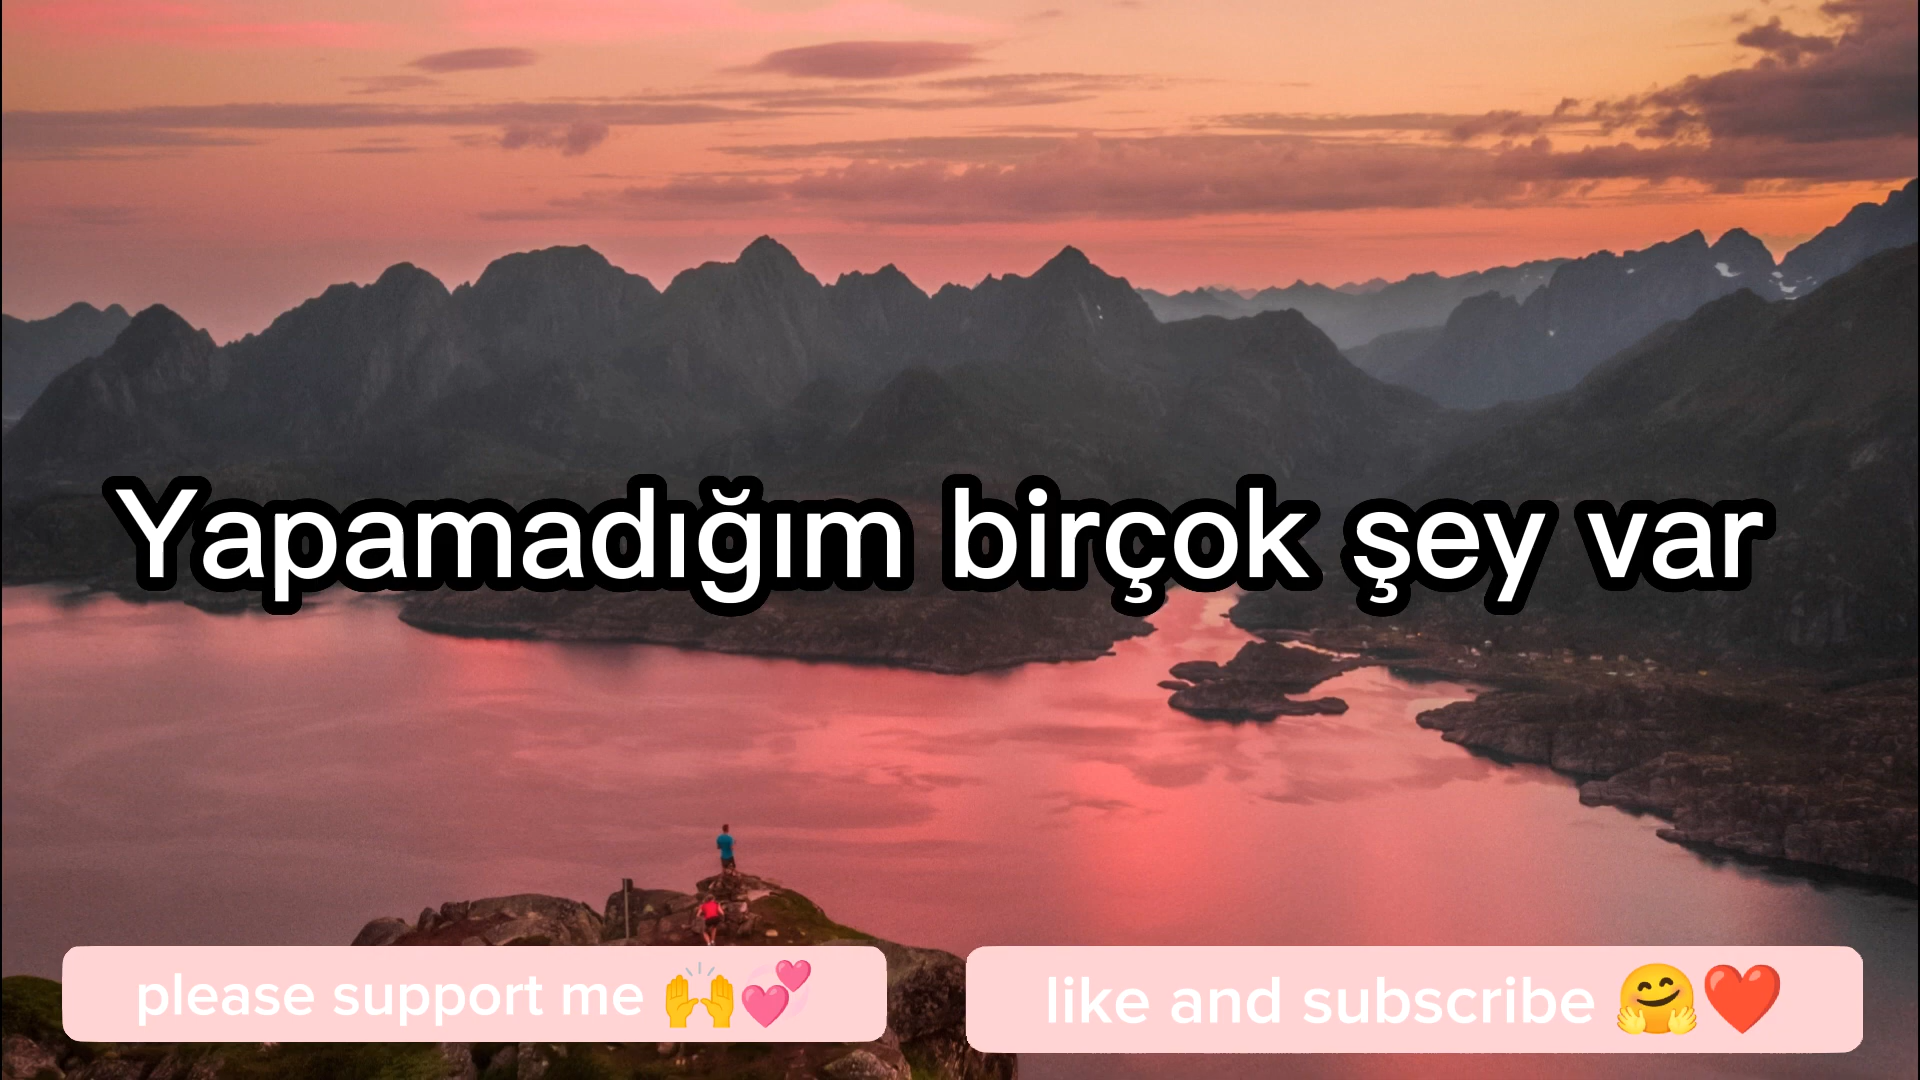 Yapamadığım birçok şey var
please support me 🙌💕
like and subscribe 🤗❤️